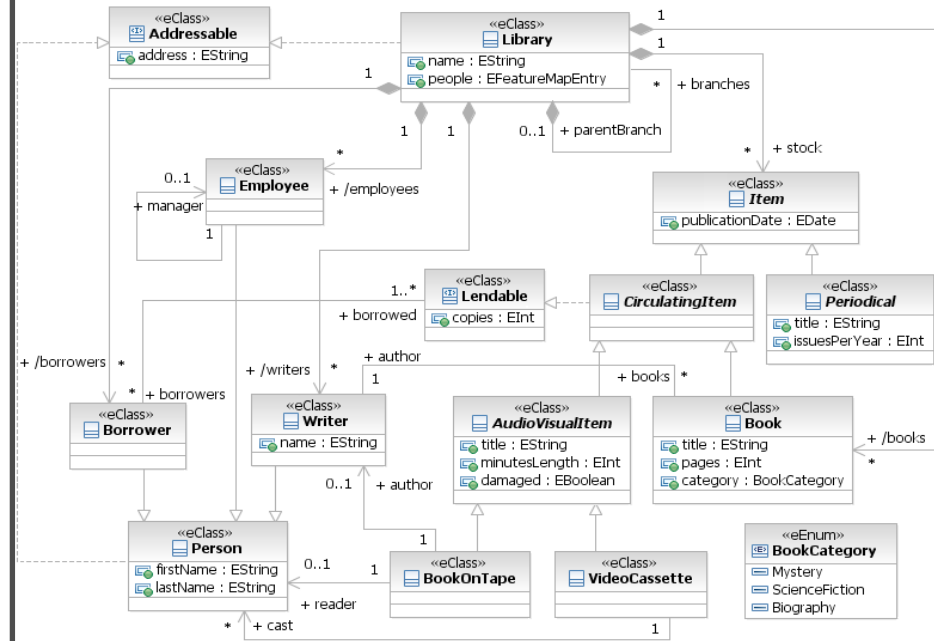 «eClass»
Addressable
address : EString
«eClass»
Library
name : EString
people : EFeatureMapEntry
1
1
1
* + branches
0..1 + parentBranch
1
1
* + stock
*
+ /employees
«eClass»
Employee
0..1
+ manager
1
«eClass»
Item
publicationDate : EDate
«eClass»
Lendable
copies : EInt
1..*
+ borrowed
«eClass»
CirculatingItem
«eClass»
Periodical
title : EString
issuesPerYear : EInt
+ /borrowers *
* + borrowers
+ /writers *
+ author
1
+ books *
«eClass»
Borrower
«eClass»
Writer
name : EString
«eClass»
AudioVisualItem
title : EString
minutesLength : EInt
damaged : EBoolean
«eClass»
Book
title : EString
pages : EInt
category : BookCategory
+ /books
*
0..1 + author
1
«eClass»
Person
firstName : EString
lastName : EString
0..1
1
+ reader
* + cast
«eClass»
BookOnTape
«eClass»
VideoCassette
1
«eEnum»
BookCategory
Mystery
ScienceFiction
Biography